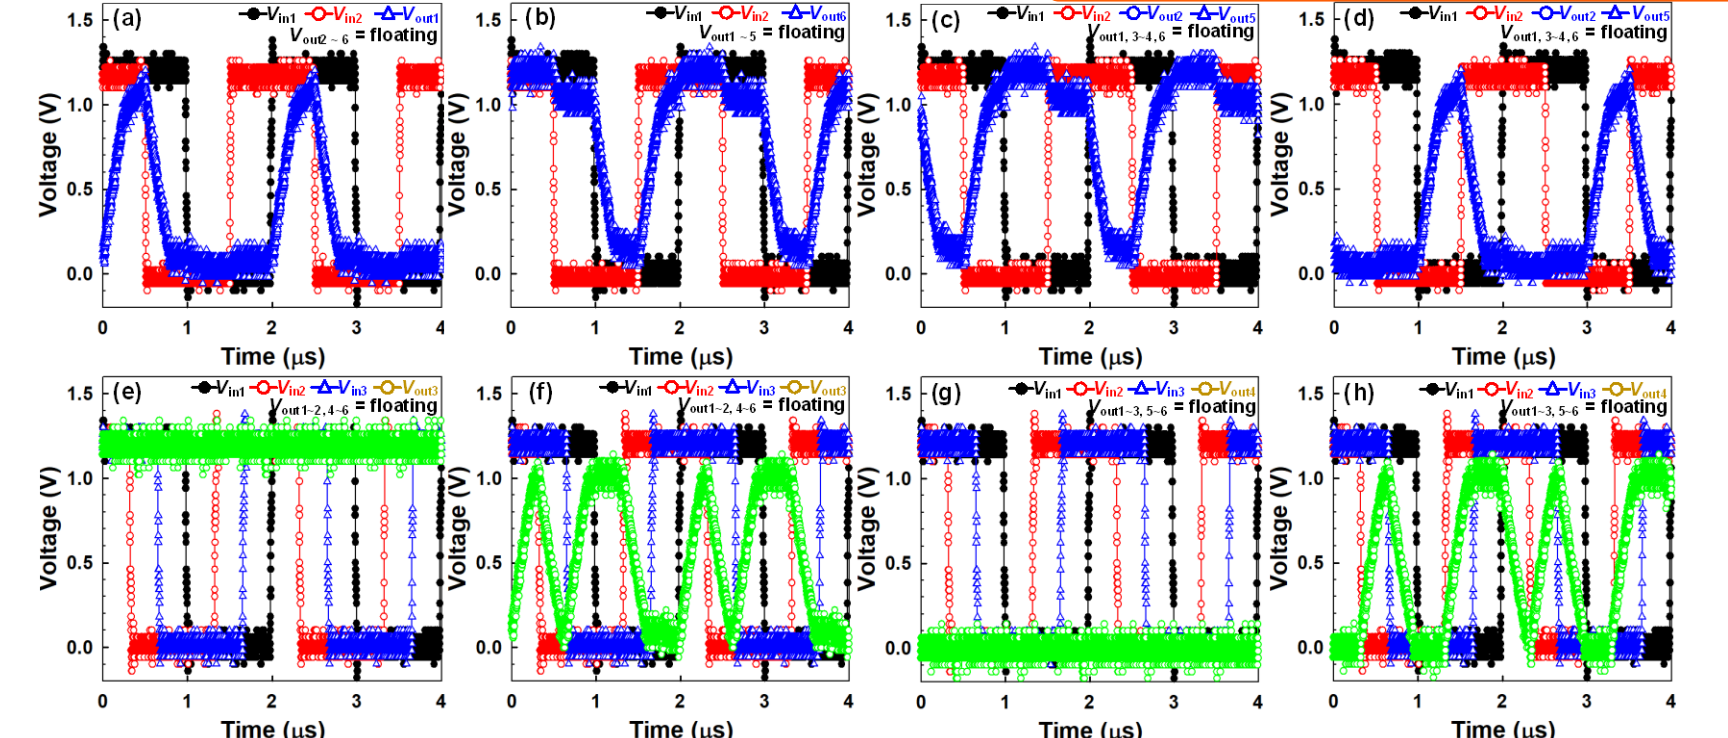 (a) Vin1 Vin2 Vout1
Vout2 ~ 6 = floating
1.5
1.0
0.5
0.0
Voltage (V)
0 1 2 3 4
Time (μs)
(b) Vin1 Vin2 Vout6
Vout1 ~ 5 = floating
Voltage (V)
0 1 2 3 4
Time (μs)
(c) Vin1 Vin2 Vout2 Vout5
Vout1, 3~4, 6 = floating
1.5
1.0
0.5
0.0
Voltage (V)
0 1 2 3 4
Time (μs)
(d) Vin1 Vin2 Vout2 Vout5
Vout1, 3~4, 6 = floating
1.5
1.0
0.5
0.0
Voltage (V)
0 1 2 3 4
Time (μs)
(e) Vin1 Vin2 Vin3 Vout3
Vout1~2, 4~6 = floating
1.5
1.0
0.5
0.0
Voltage (V)
0 1 2 3 4
Time (μs)
(f) Vin1 Vin2 Vin3 Vout3
Vout1~2, 4~6 = floating
1.5
1.0
0.5
0.0
Voltage (V)
0 1 2 3 4
Time (μs)
(g) Vin1 Vin2 Vin3 Vout4
Vout1~3, 5~6 = floating
1.5
1.0
0.5
0.0
Voltage (V)
0 1 2 3 4
Time (μs)
(h) Vin1 Vin2 Vin3 Vout4
Vout1~3, 5~6 = floating
1.5
1.0
0.5
0.0
Voltage (V)
0 1 2 3 4
Time (μs)